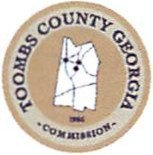 TOOMBS COUNTY GEORGIA
1905
-COMMISSION-